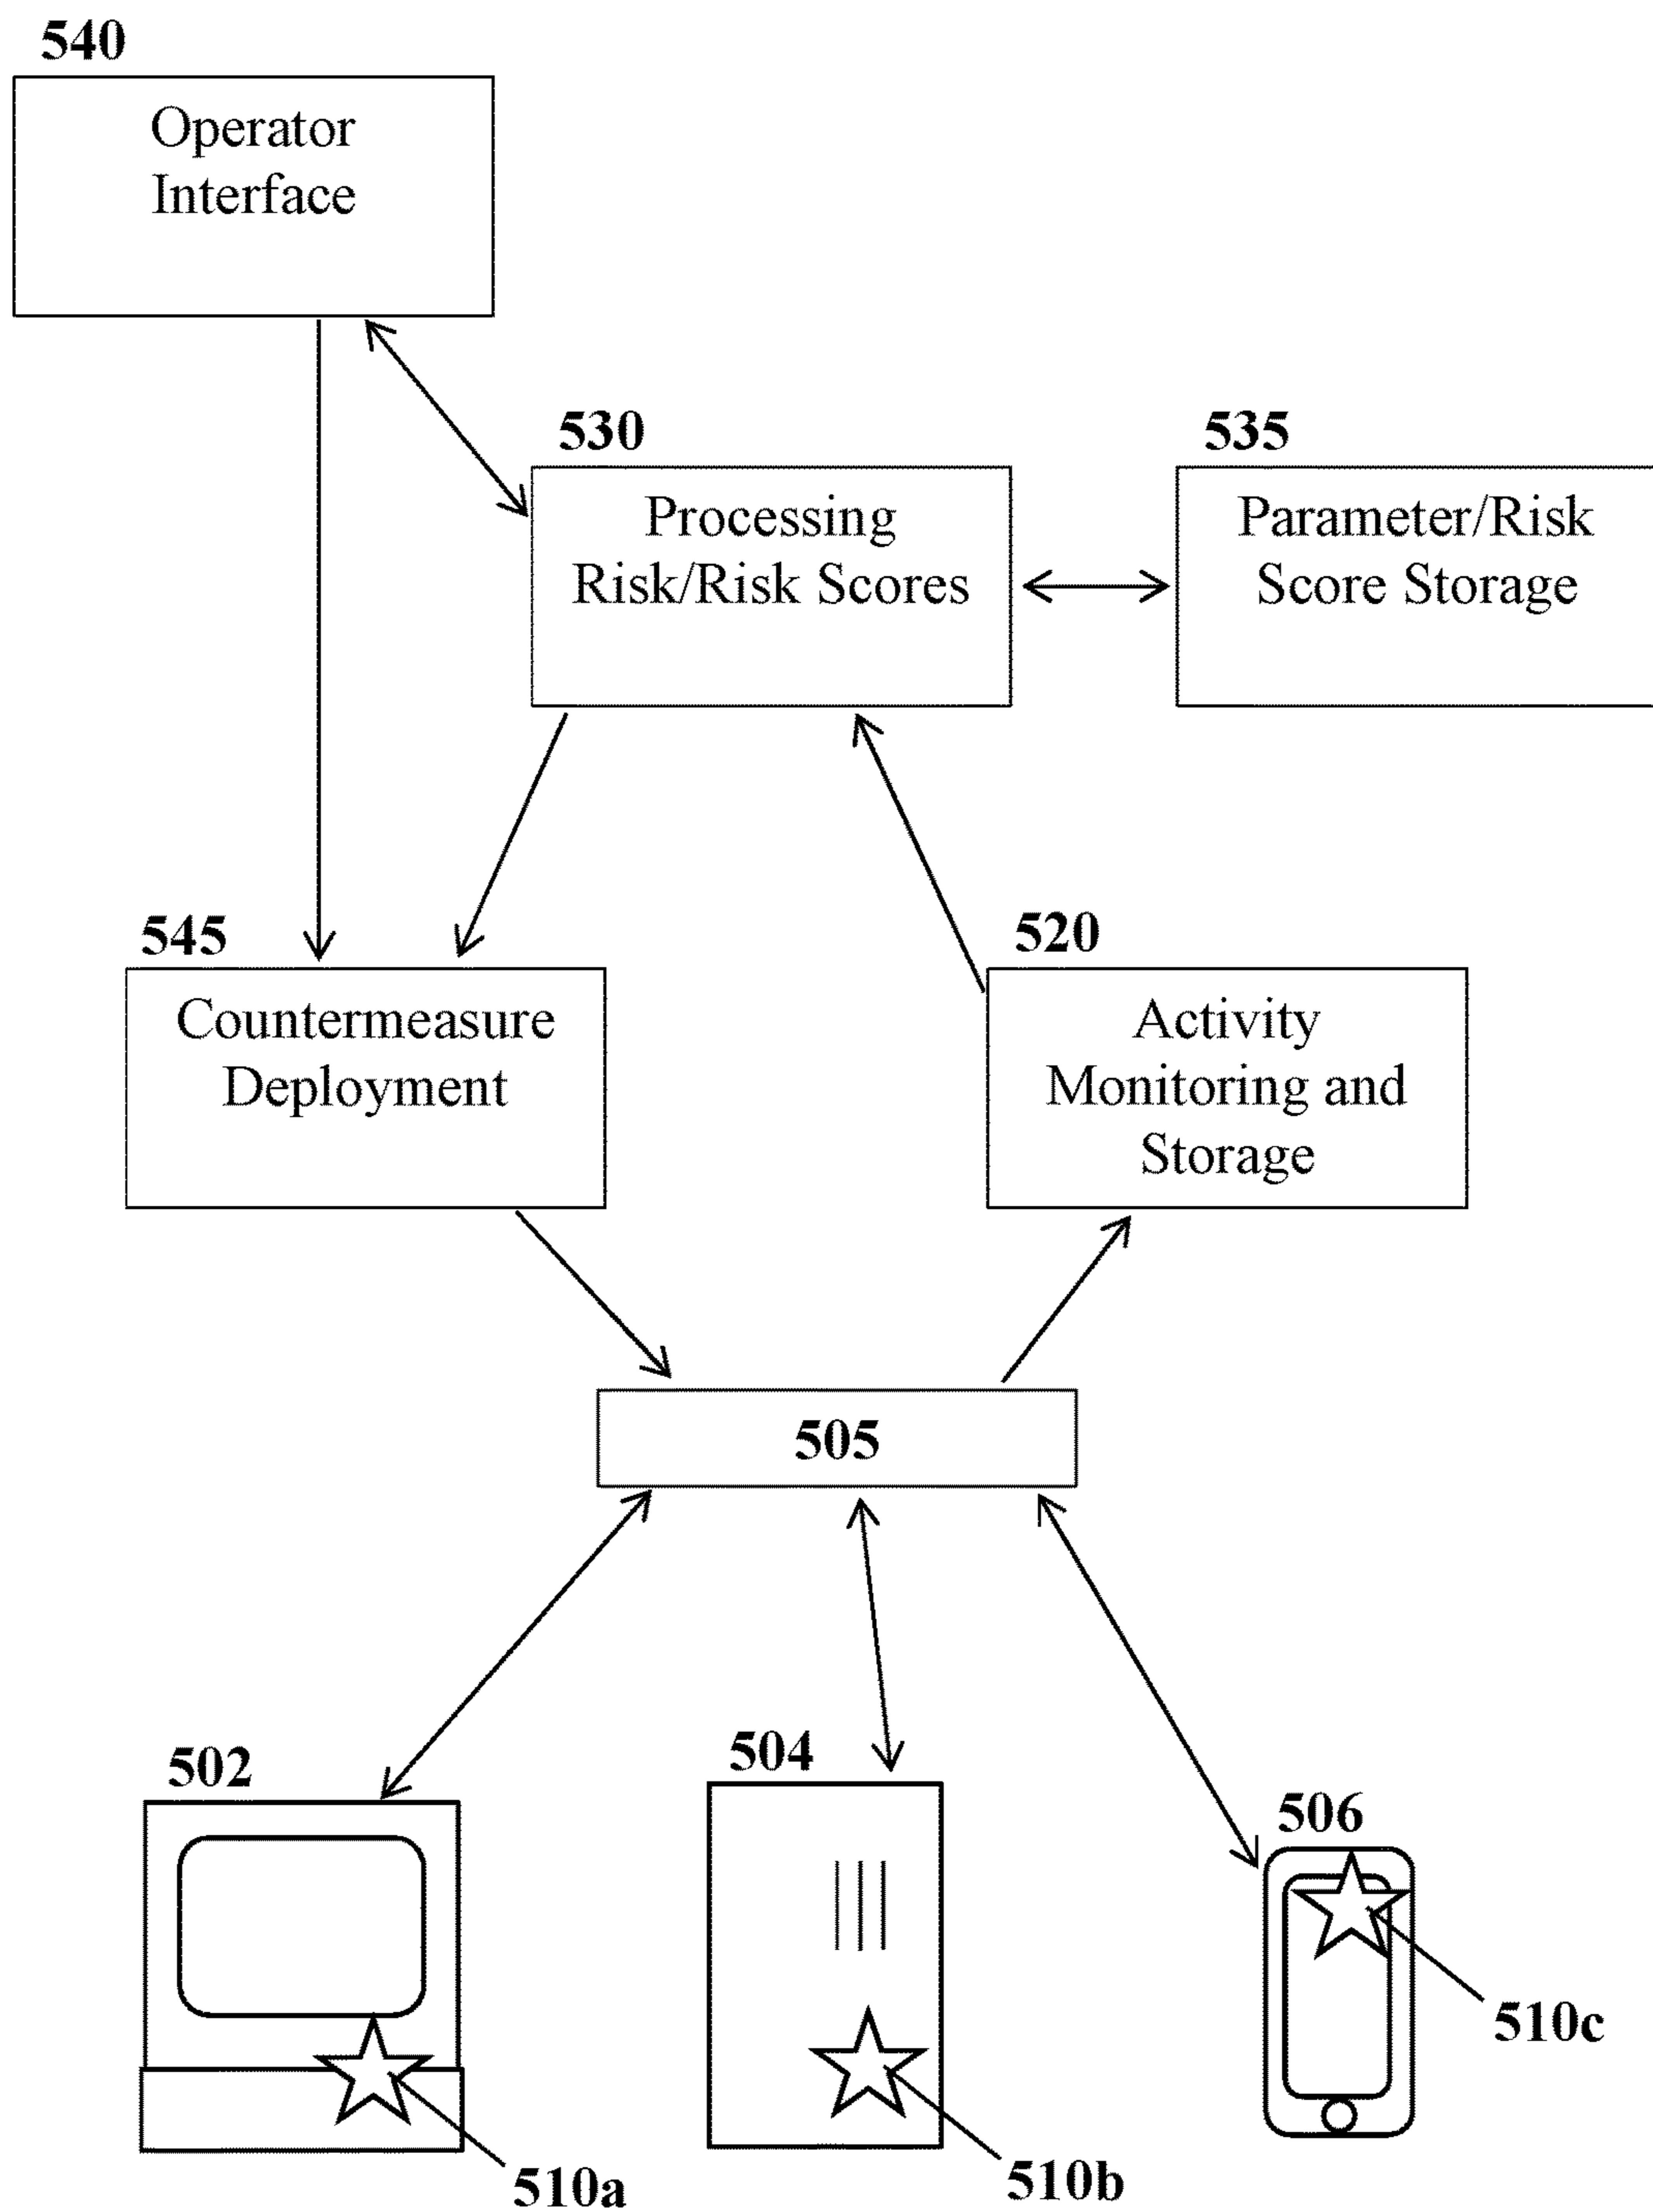 540
Operator
Interface
530
Processing
Risk/Risk Scores
535
Parameter/Risk
Score Storage
545
Countermeasure
Deployment
520
Activity
Monitoring and
Storage
505
502
504
506
510c
510a
510b